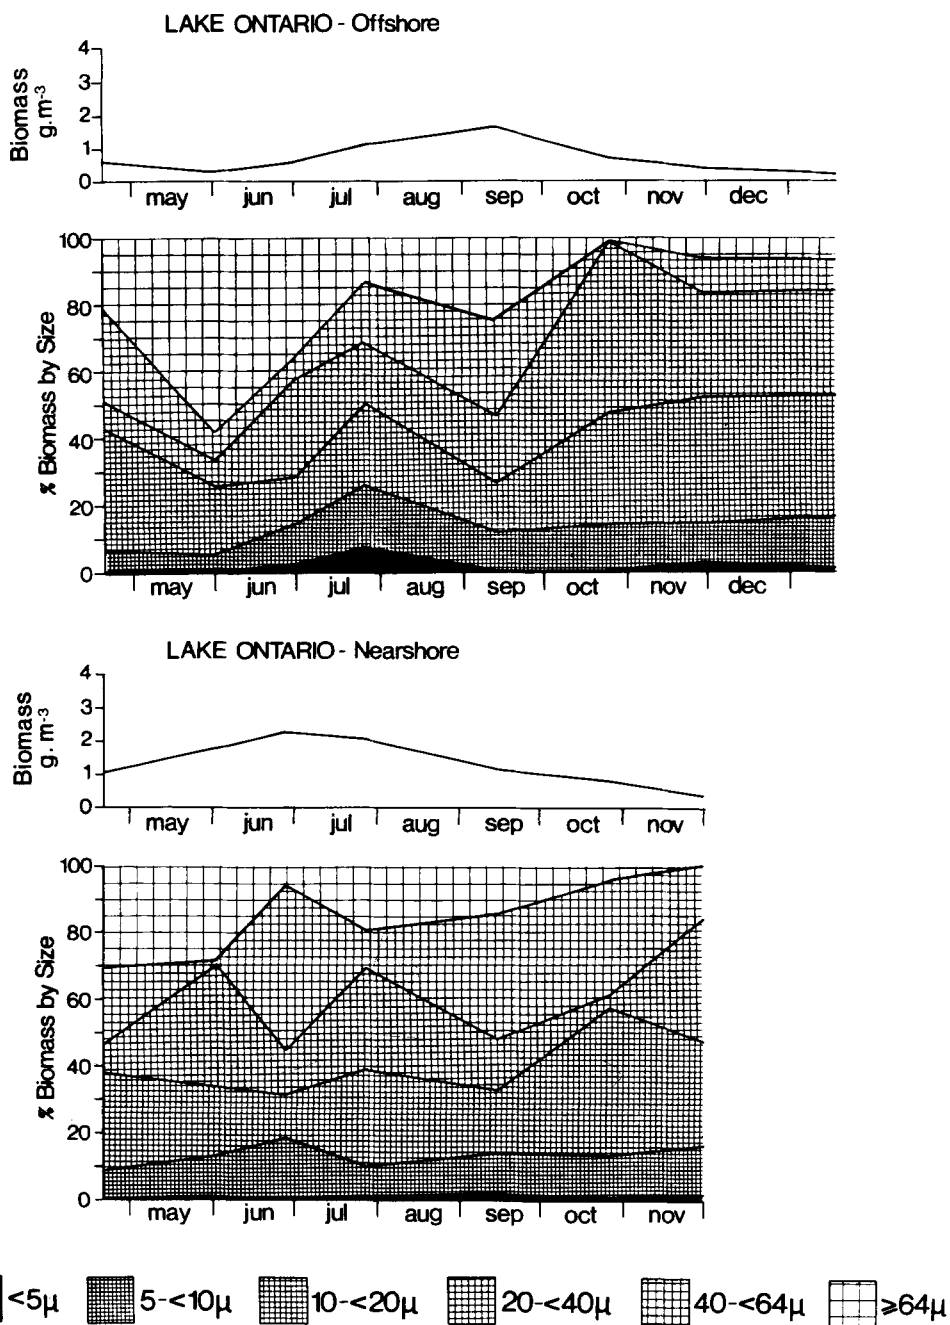 LAKE ONTARIO - Offshore
Biomass
g.m-3
4
3
2
1
0
may jun jul aug sep oct nov dec
% Biomass by Size
100
80
60
40
20
0
may jun jul aug sep oct nov dec
LAKE ONTARIO - Nearshore
Biomass
g. m-3
4
3
2
1
0
may jun jul aug sep oct nov
% Biomass by Size
100
80
60
40
20
0
may jun jul aug sep oct nov
<5µ 5-<10µ 10-<20µ 20-<40µ 40-<64µ ⩾64µ